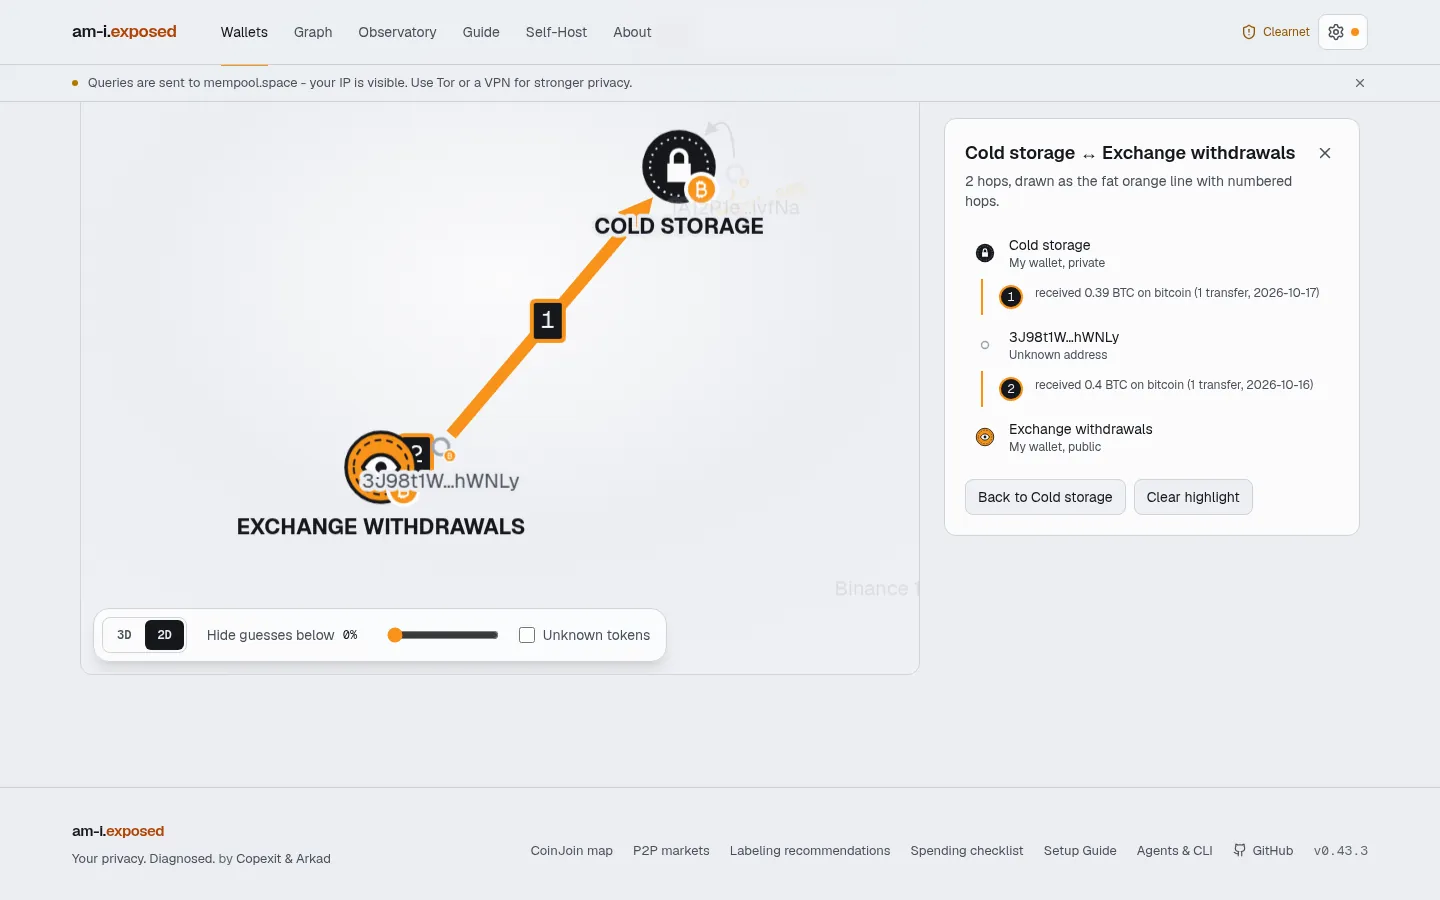 am-i.exposed
Wallets
Graph
Observatory
Guide
Self-Host
About
Clearnet
Queries are sent to mempool.space - your IP is visible. Use Tor or a VPN for stronger privacy.
COLD STORAGE
1
2
3J98t1W...hWNLy
EXCHANGE WITHDRAWALS
Binance
3D
2D
Hide guesses below 0%
Unknown tokens
Cold storage ↔ Exchange withdrawals
2 hops, drawn as the fat orange line with numbered
hops.
Cold storage
My wallet, private
1
received 0.39 BTC on bitcoin (1 transfer, 2026-10-17)
3J98t1W...hWNLy
Unknown address
2
received 0.4 BTC on bitcoin (1 transfer, 2026-10-16)
Exchange withdrawals
My wallet, public
Back to Cold storage
Clear highlight
am-i.exposed
Your privacy. Diagnosed. by Copexit & Arkad
CoinJoin map
P2P markets
Labeling recommendations
Spending checklist
Setup Guide
Agents & CLI
GitHub
v0.43.3